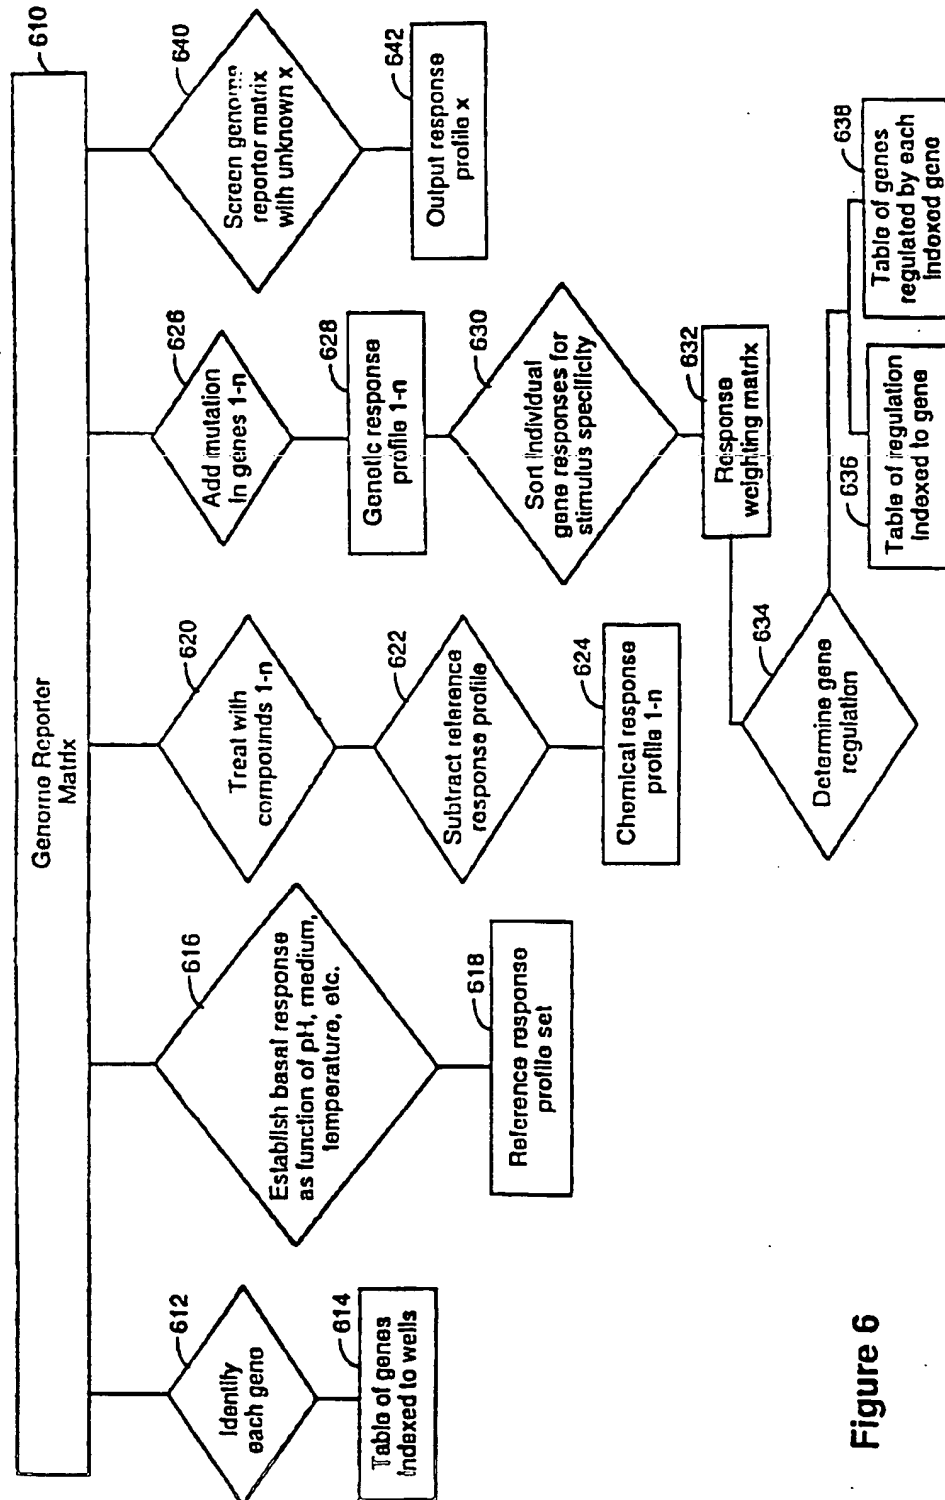 Genome Reporter
Matrix
610
Identify
each gene
612
Table of genes
indexed to wells
614
Establish basal response
as function of pH, medium,
temperature, etc.
616
Reference response
profile set
618
Treat with
compounds 1-n
620
Subtract reference
response profile
622
Chemical response
profile 1-n
624
Add mutation
in genes 1-n
626
Genetic response
profile 1-n
628
Sort individual
gene responses for
stimulus specificity
630
Response
weighting matrix
632
Determine gene
regulation
634
Table of regulation
indexed to gene
636
Table of genes
regulated by each
indexed gene
638
Screen genome
reporter matrix
with unknown x
640
Output response
profile x
642
Figure 6